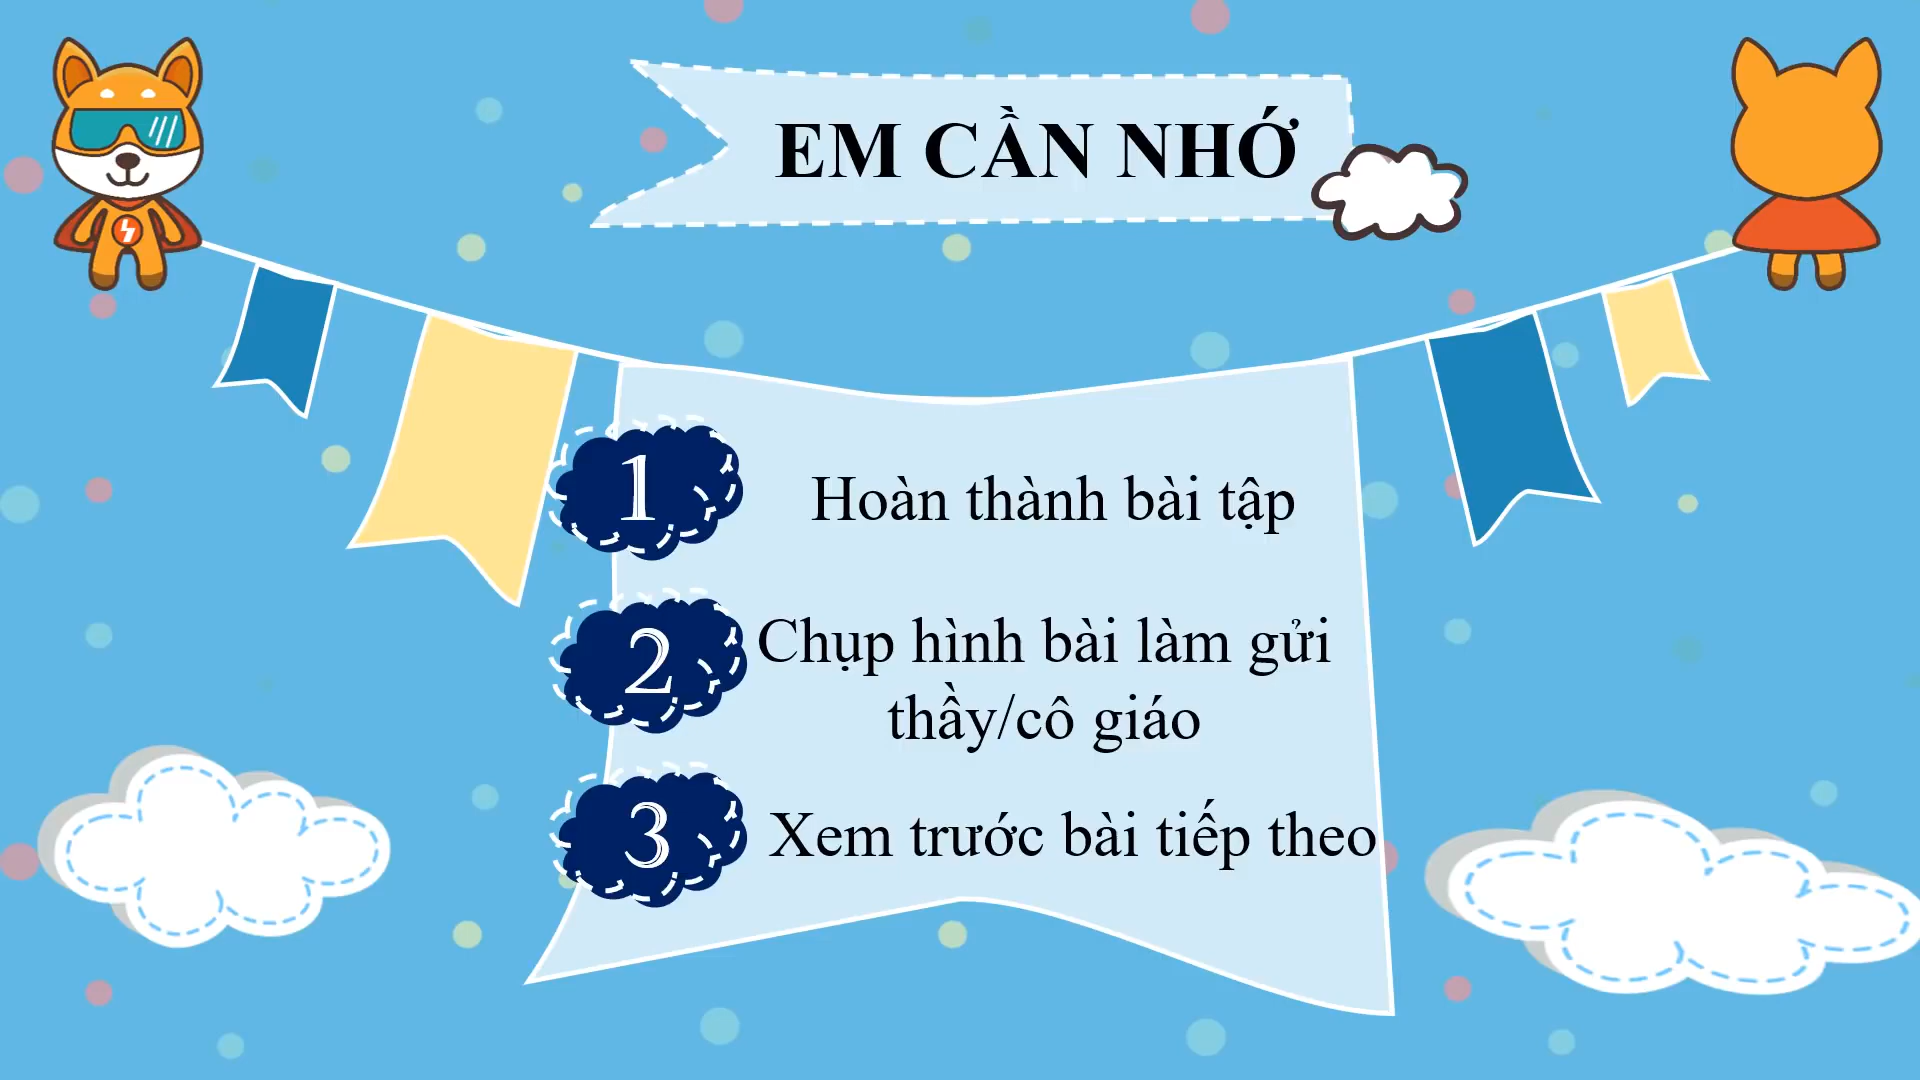 EM CẦN NHỚ
1
Hoàn thành bài tập
2
Chụp hình bài làm gửi
thầy/cô giáo
3
Xem trước bài tiếp theo